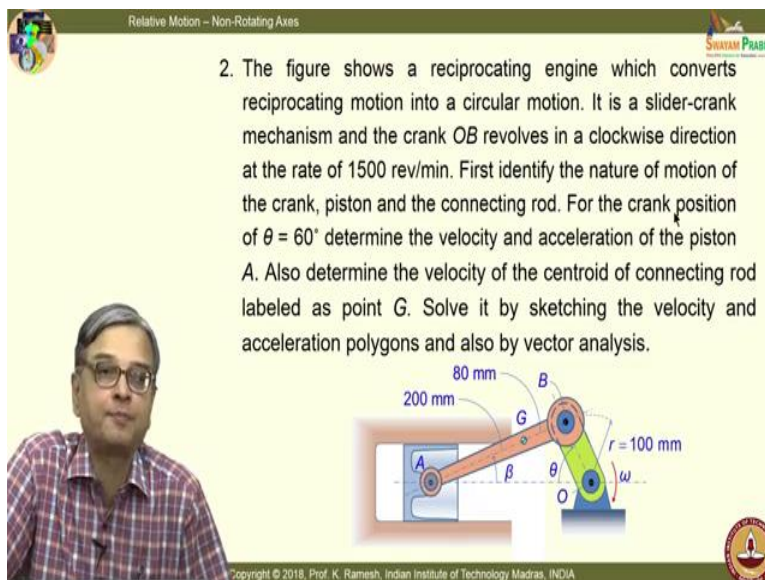 Relative Motion – Non-Rotating Axes
SWAYAM PRABH
2. The figure shows a reciprocating engine which converts
reciprocating motion into a circular motion. It is a slider-crank
mechanism and the crank OB revolves in a clockwise direction
at the rate of 1500 rev/min. First identify the nature of motion of
the crank, piston and the connecting rod. For the crank position
of θ = 60˚ determine the velocity and acceleration of the piston
A. Also determine the velocity of the centroid of connecting rod
labeled as point G. Solve it by sketching the velocity and
acceleration polygons and also by vector analysis.
80 mm
B
200 mm
G
r = 100 mm
A
β
θ
ω
O
Copyright © 2018, Prof. K. Ramesh, Indian Institute of Technology Madras, INDIA